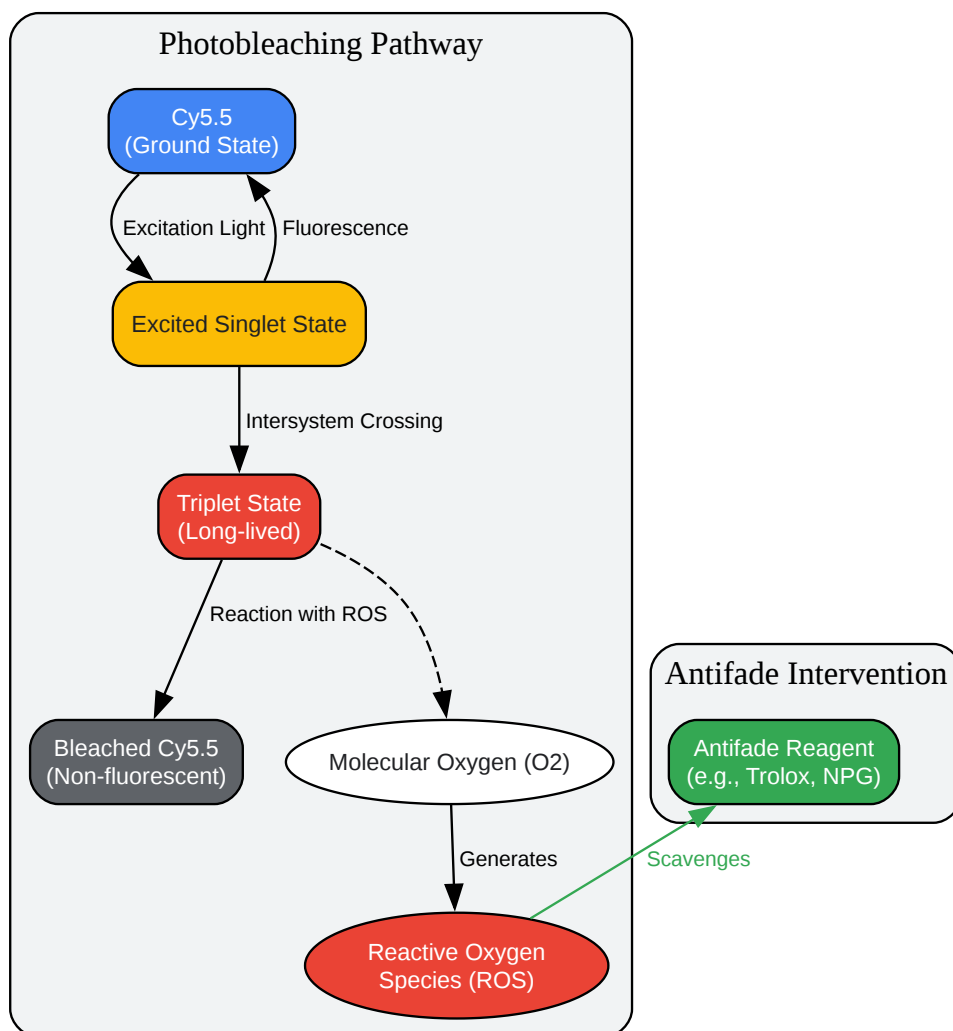 Photobleaching Pathway
Cy5.5
(Ground State)
Excitation Light
Fluorescence
Excited Singlet State
Intersystem Crossing
Triplet State
(Long-lived)
Reaction with ROS
Bleached Cy5.5
(Non-fluorescent)
Molecular Oxygen (O2)
Generates
Reactive Oxygen
Species (ROS)
Antifade Intervention
Antifade Reagent
(e.g., Trolox, NPG)
Scavenges